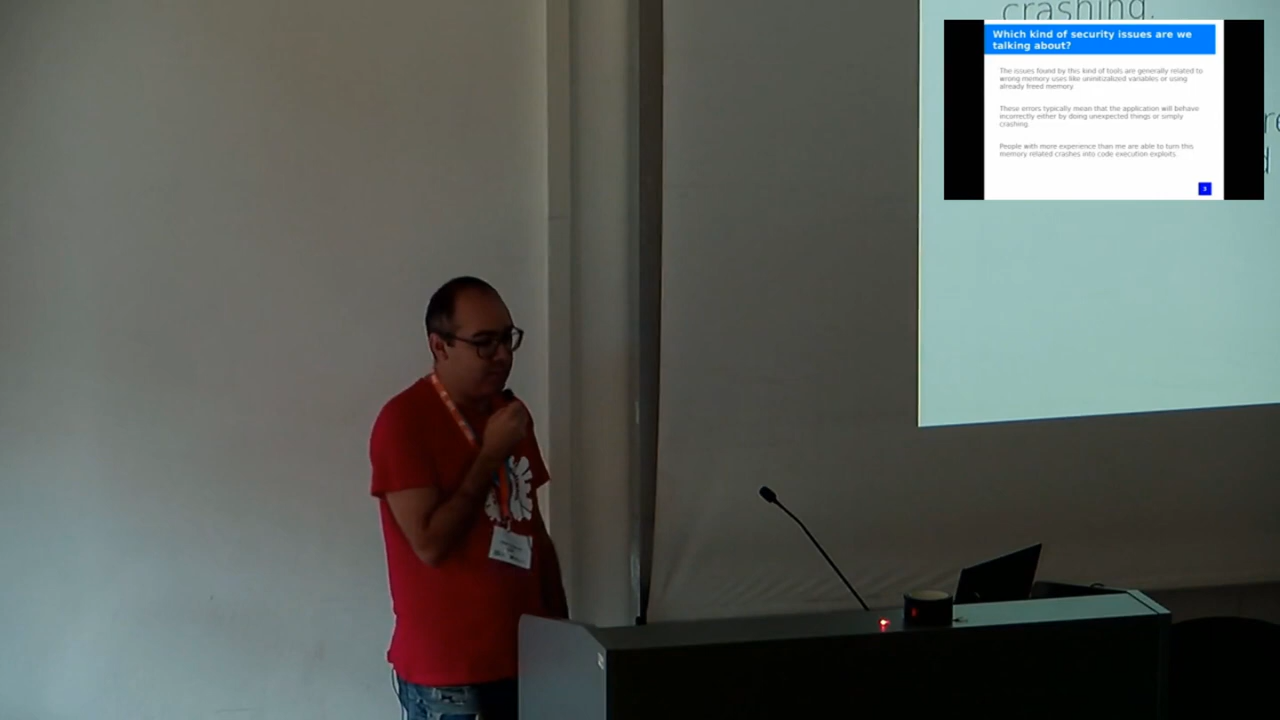 crashing.
Which kind of security issues are we
talking about?
The issues found by this kind of tools are generally related to
wrong memory uses like uninitizalized variables or using
already freed memory.
These errors typically mean that the application will behave
incorrectly either by doing unexpected things or simply
crashing.
People with more experience than me are able to turn this
memory related crashes into code execution exploits.
3